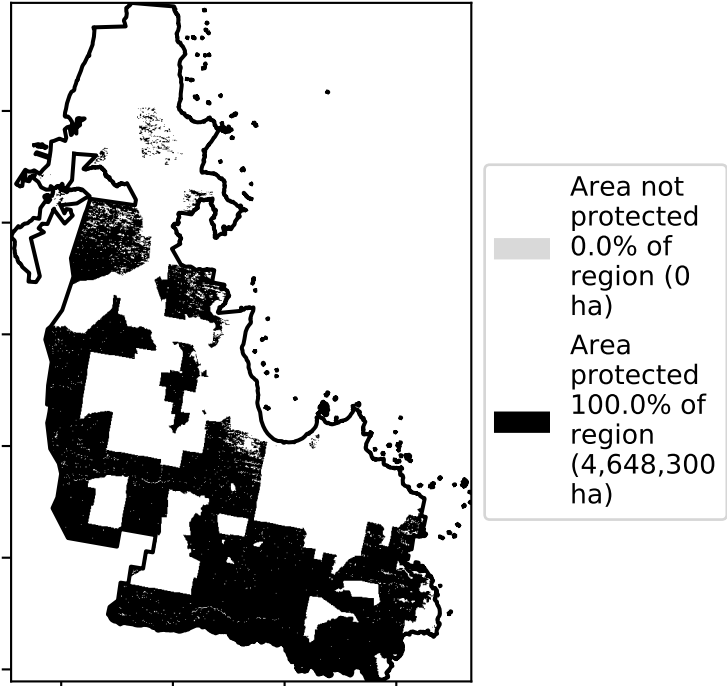 Area not
protected
0.0% of
region (0
ha)
Area
protected
100.0% of
region
(4,648,300
ha)